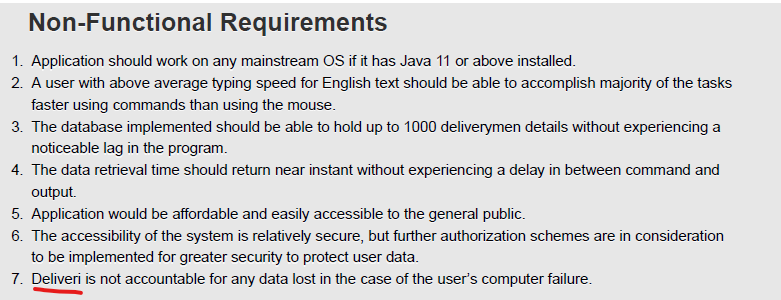 Non-Functional Requirements
1. Application should work on any mainstream OS if it has Java 11 or above installed.
2. A user with above average typing speed for English text should be able to accomplish majority of the tasks
faster using commands than using the mouse.
3. The database implemented should be able to hold up to 1000 deliverymen details without experiencing a
noticeable lag in the program.
4. The data retrieval time should return near instant without experiencing a delay in between command and
output.
5. Application would be affordable and easily accessible to the general public.
6. The accessibility of the system is relatively secure, but further authorization schemes are in consideration
to be implemented for greater security to protect user data.
7. Deliveri is not accountable for any data lost in the case of the user's computer failure.